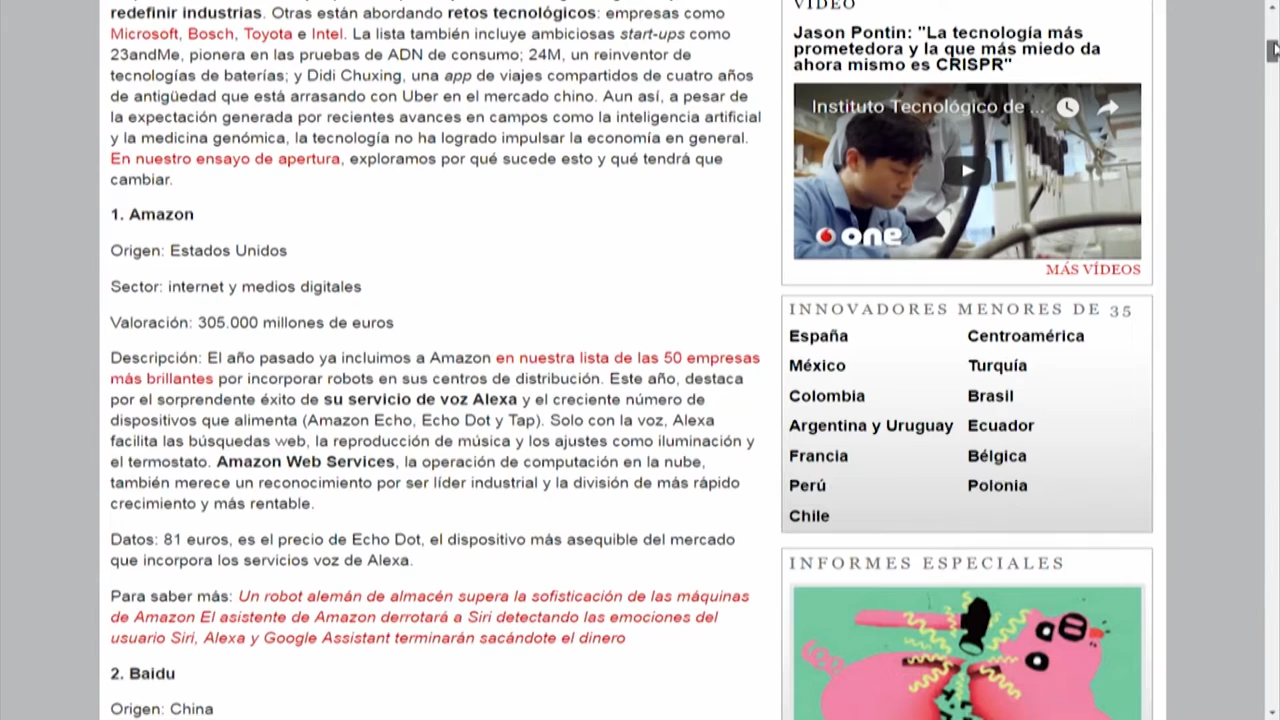 redefinir industrias. Otras están abordando retos tecnológicos: empresas como
Microsoft, Bosch, Toyota e Intel. La lista también incluye ambiciosas start-ups como
23andMe, pionera en las pruebas de ADN de consumo; 24M, un reinventor de
tecnologías de baterías; y Didi Chuxing, una app de viajes compartidos de cuatro años
de antigüedad que está arrasando con Uber en el mercado chino. Aun así, a pesar de
la expectación generada por recientes avances en campos como la inteligencia artificial
y la medicina genómica, la tecnología no ha logrado impulsar la economía en general.
En nuestro ensayo de apertura, exploramos por qué sucede esto y qué tendrá que
cambiar.
1. Amazon
Origen: Estados Unidos
Sector: internet y medios digitales
Valoración: 305.000 millones de euros
Descripción: El año pasado ya incluimos a Amazon en nuestra lista de las 50 empresas
más brillantes por incorporar robots en sus centros de distribución. Este año, destaca
por el sorprendente éxito de su servicio de voz Alexa y el creciente número de
dispositivos que alimenta (Amazon Echo, Echo Dot y Tap). Solo con la voz, Alexa
facilita las búsquedas web, la reproducción de música y los ajustes como iluminación y
el termostato. Amazon Web Services, la operación de computación en la nube,
también merece un reconocimiento por ser líder industrial y la división de más rápido
crecimiento y más rentable.
Datos: 81 euros, es el precio de Echo Dot, el dispositivo más asequible del mercado
que incorpora los servicios voz de Alexa.
Para saber más: Un robot alemán de almacén supera la sofisticación de las máquinas
de Amazon El asistente de Amazon derrotará a Siri detectando las emociones del
usuario Siri, Alexa y Google Assistant terminarán sacándote el dinero
2. Baidu
Origen: China
VÍDEO
Jason Pontin: "La tecnología más
prometedora y la que más miedo da
ahora mismo es CRISPR"
Instituto Tecnológico de ...
one
MÁS VÍDEOS
INNOVADORES MENORES DE 35
España Centroamérica
México Turquía
Colombia Brasil
Argentina y Uruguay Ecuador
Francia Bélgica
Perú Polonia
Chile
INFORMES ESPECIALES